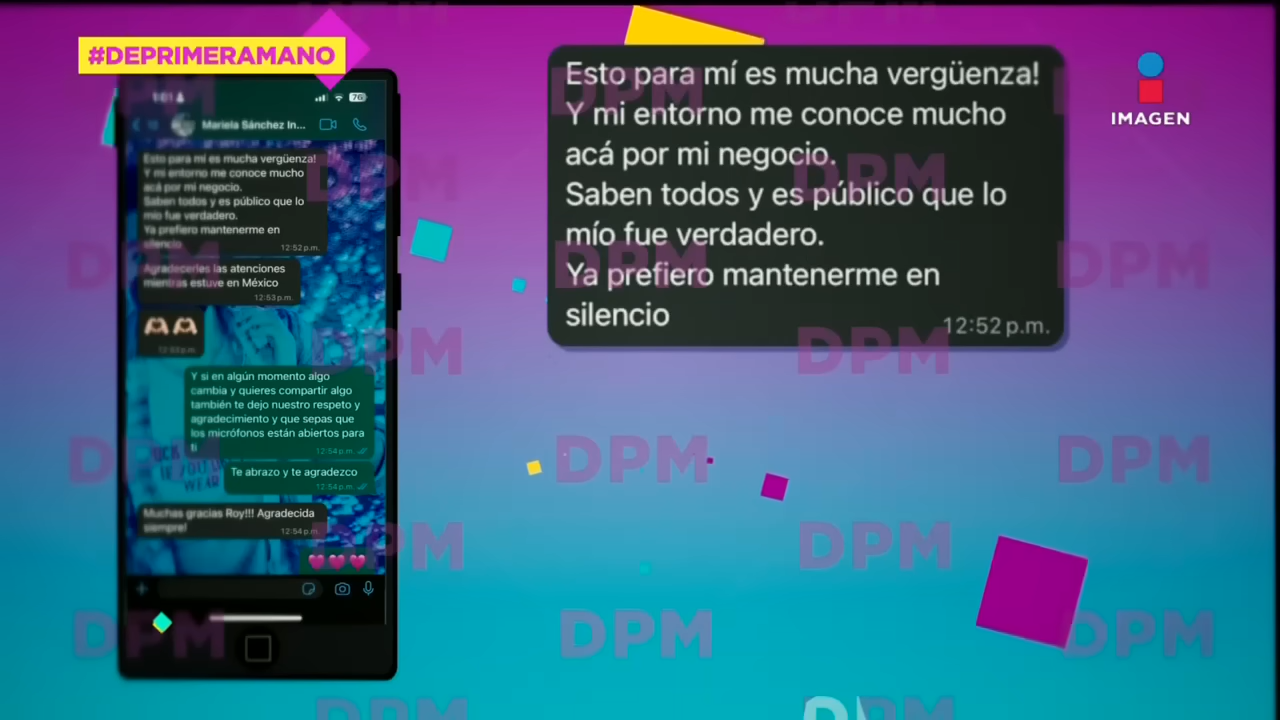 #DEPRIMERAMANO
IMAGEN
Esto para mí es mucha vergüenza!
Y mi entorno me conoce mucho
acá por mi negocio.
Saben todos y es público que lo
mío fue verdadero.
Ya prefiero mantenerme en
silencio
12:52 p.m.
1:01
76
Mariela Sánchez In...
Esto para mí es mucha vergüenza!
Y mi entorno me conoce mucho
acá por mi negocio.
Saben todos y es público que lo
mío fue verdadero.
Ya prefiero mantenerme en
silencio
12:52 p.m.
Agradecerles las atenciones
mientras estuve en México
12:53 p.m.
12:53 p.m.
Y si en algún momento algo
cambia y quieres compartir algo
también te dejo nuestro respeto y
agradecimiento y que sepas que
los micrófonos están abiertos para
ti
12:54 p.m.
Te abrazo y te agradezco
12:54 p.m.
Muchas gracias Roy!!! Agradecida
siempre!
12:54 p.m.
DPM